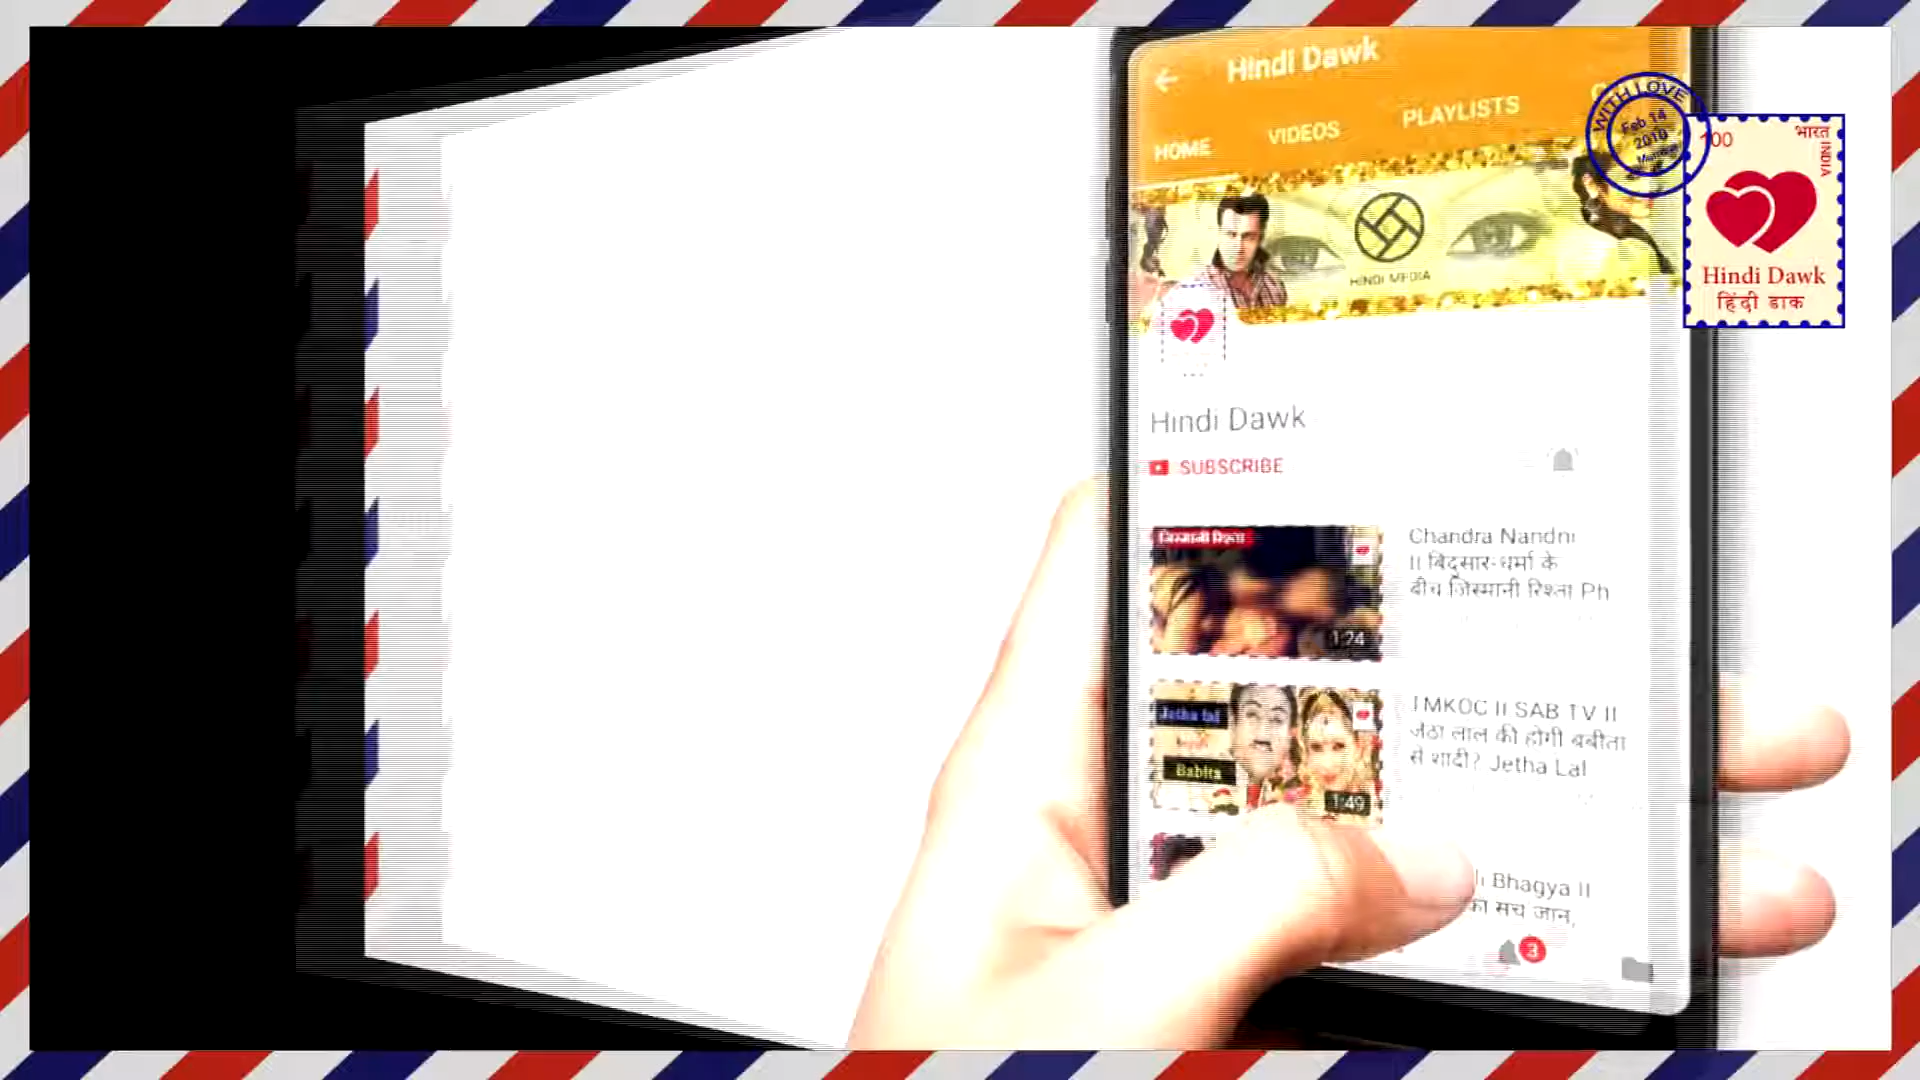 Hindi Dawk
HOME VIDEOS PLAYLISTS
HINDI MEDIA
Hindi Dawk
SUBSCRIBE
जिस्मानी रिश्ता
1:24
Chandra Nandni
II बिंदुसार-धर्मा के
बीच जिस्मानी रिश्ता Ph
Jetha lal
Babita
1:49
TMKOC II SAB TV II
जेठा लाल की होगी बबीता
से शादी? Jetha Lal
Bhagya II
का सच जान,
3
WITH LOVE
Feb 14
2010
Mumbai
100
भारत
INDIA
Hindi Dawk
हिंदी डाक